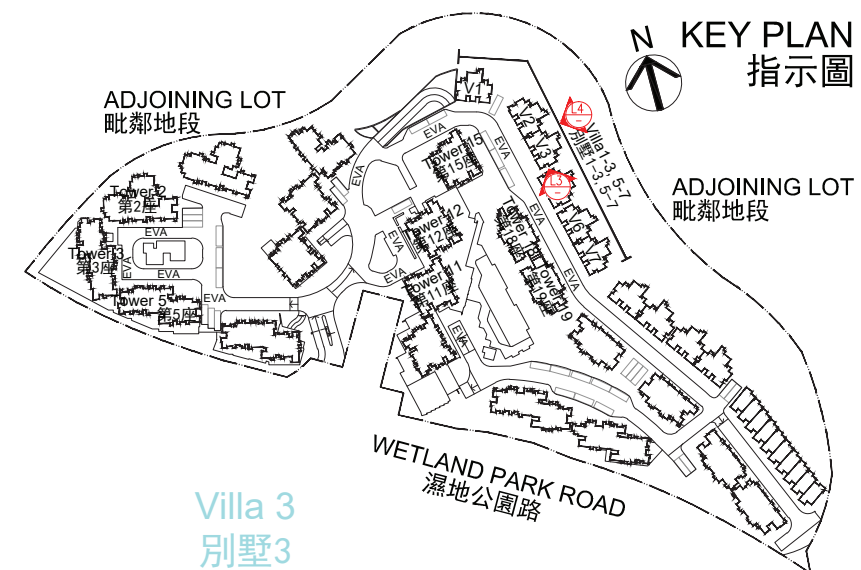 KEY PLAN
指示圖
N
ADJOINING LOT
毗鄰地段
ADJOINING LOT
毗鄰地段
V1
V2
V3
V6
V7
L4
L3
Villa1-3, 5-7
別墅1-3, 5-7
EVA
EVA
EVA
EVA
EVA
EVA
EVA
EVA
EVA
EVA
EVA
EVA
Tower 15
第15座
Tower 12
第12座
Tower 11
第11座
第18座
Tower 19
第19座
Tower 2
第2座
Tower 3
第3座
Tower 5
第5座
WETLAND PARK ROAD
濕地公園路
Villa 3
別墅3